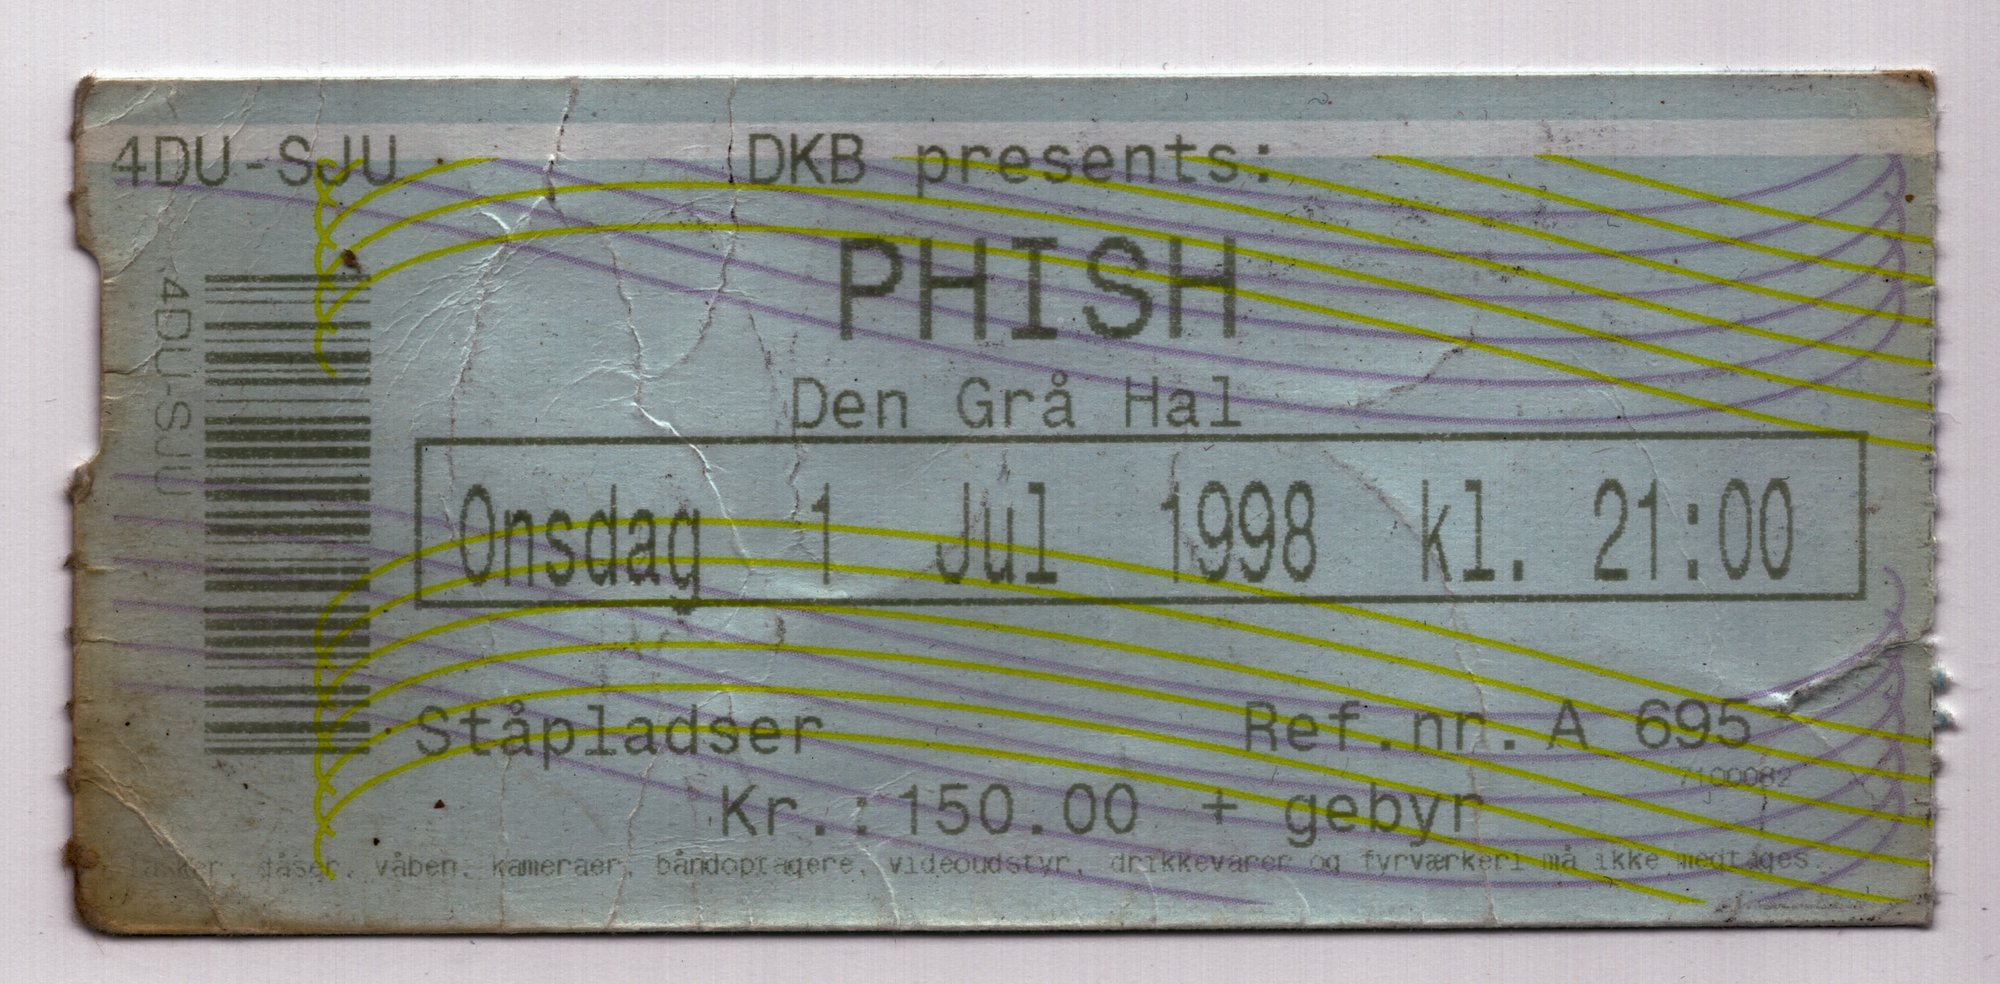 4DU-SJU
DKB presents:
PHISH
4DU-SJU
Den Grå Hal
Onsdag 1 Jul 1998 kl. 21:00
Ståpladser
Ref.nr. A 695
7100082
Kr.:150.00 + gebyr
dåser, våben, kameraer, båndoptagere, videoudstyr, drikkevarer og fyrværkeri må ikke medtages.